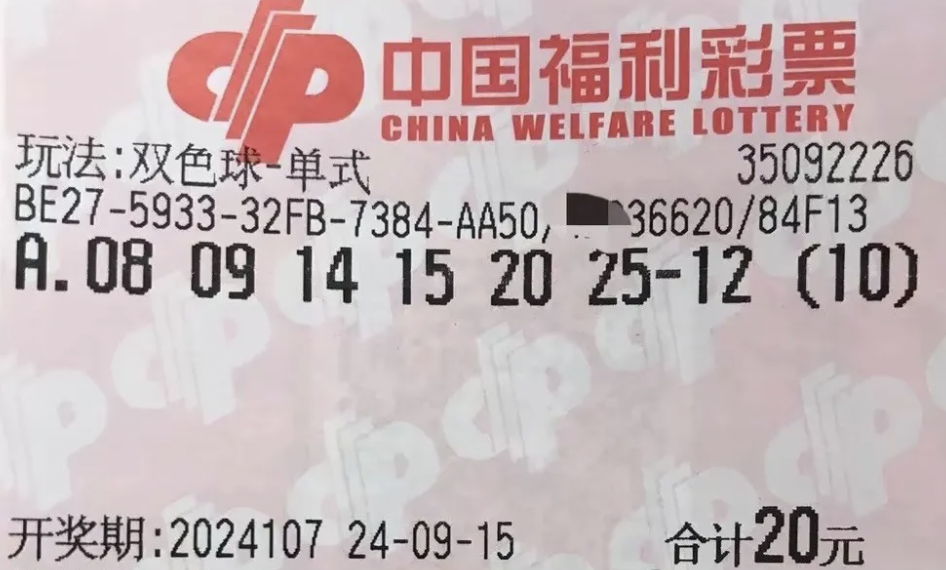 中国福利彩票
CHINA WELFARE LOTTERY
玩法:双色球-单式 35092226
BE27-5933-32FB-7384-AA50, 36620/84F13
A. 08 09 14 15 20 25-12 (10)
开奖期:2024107 24-09-15 合计20元